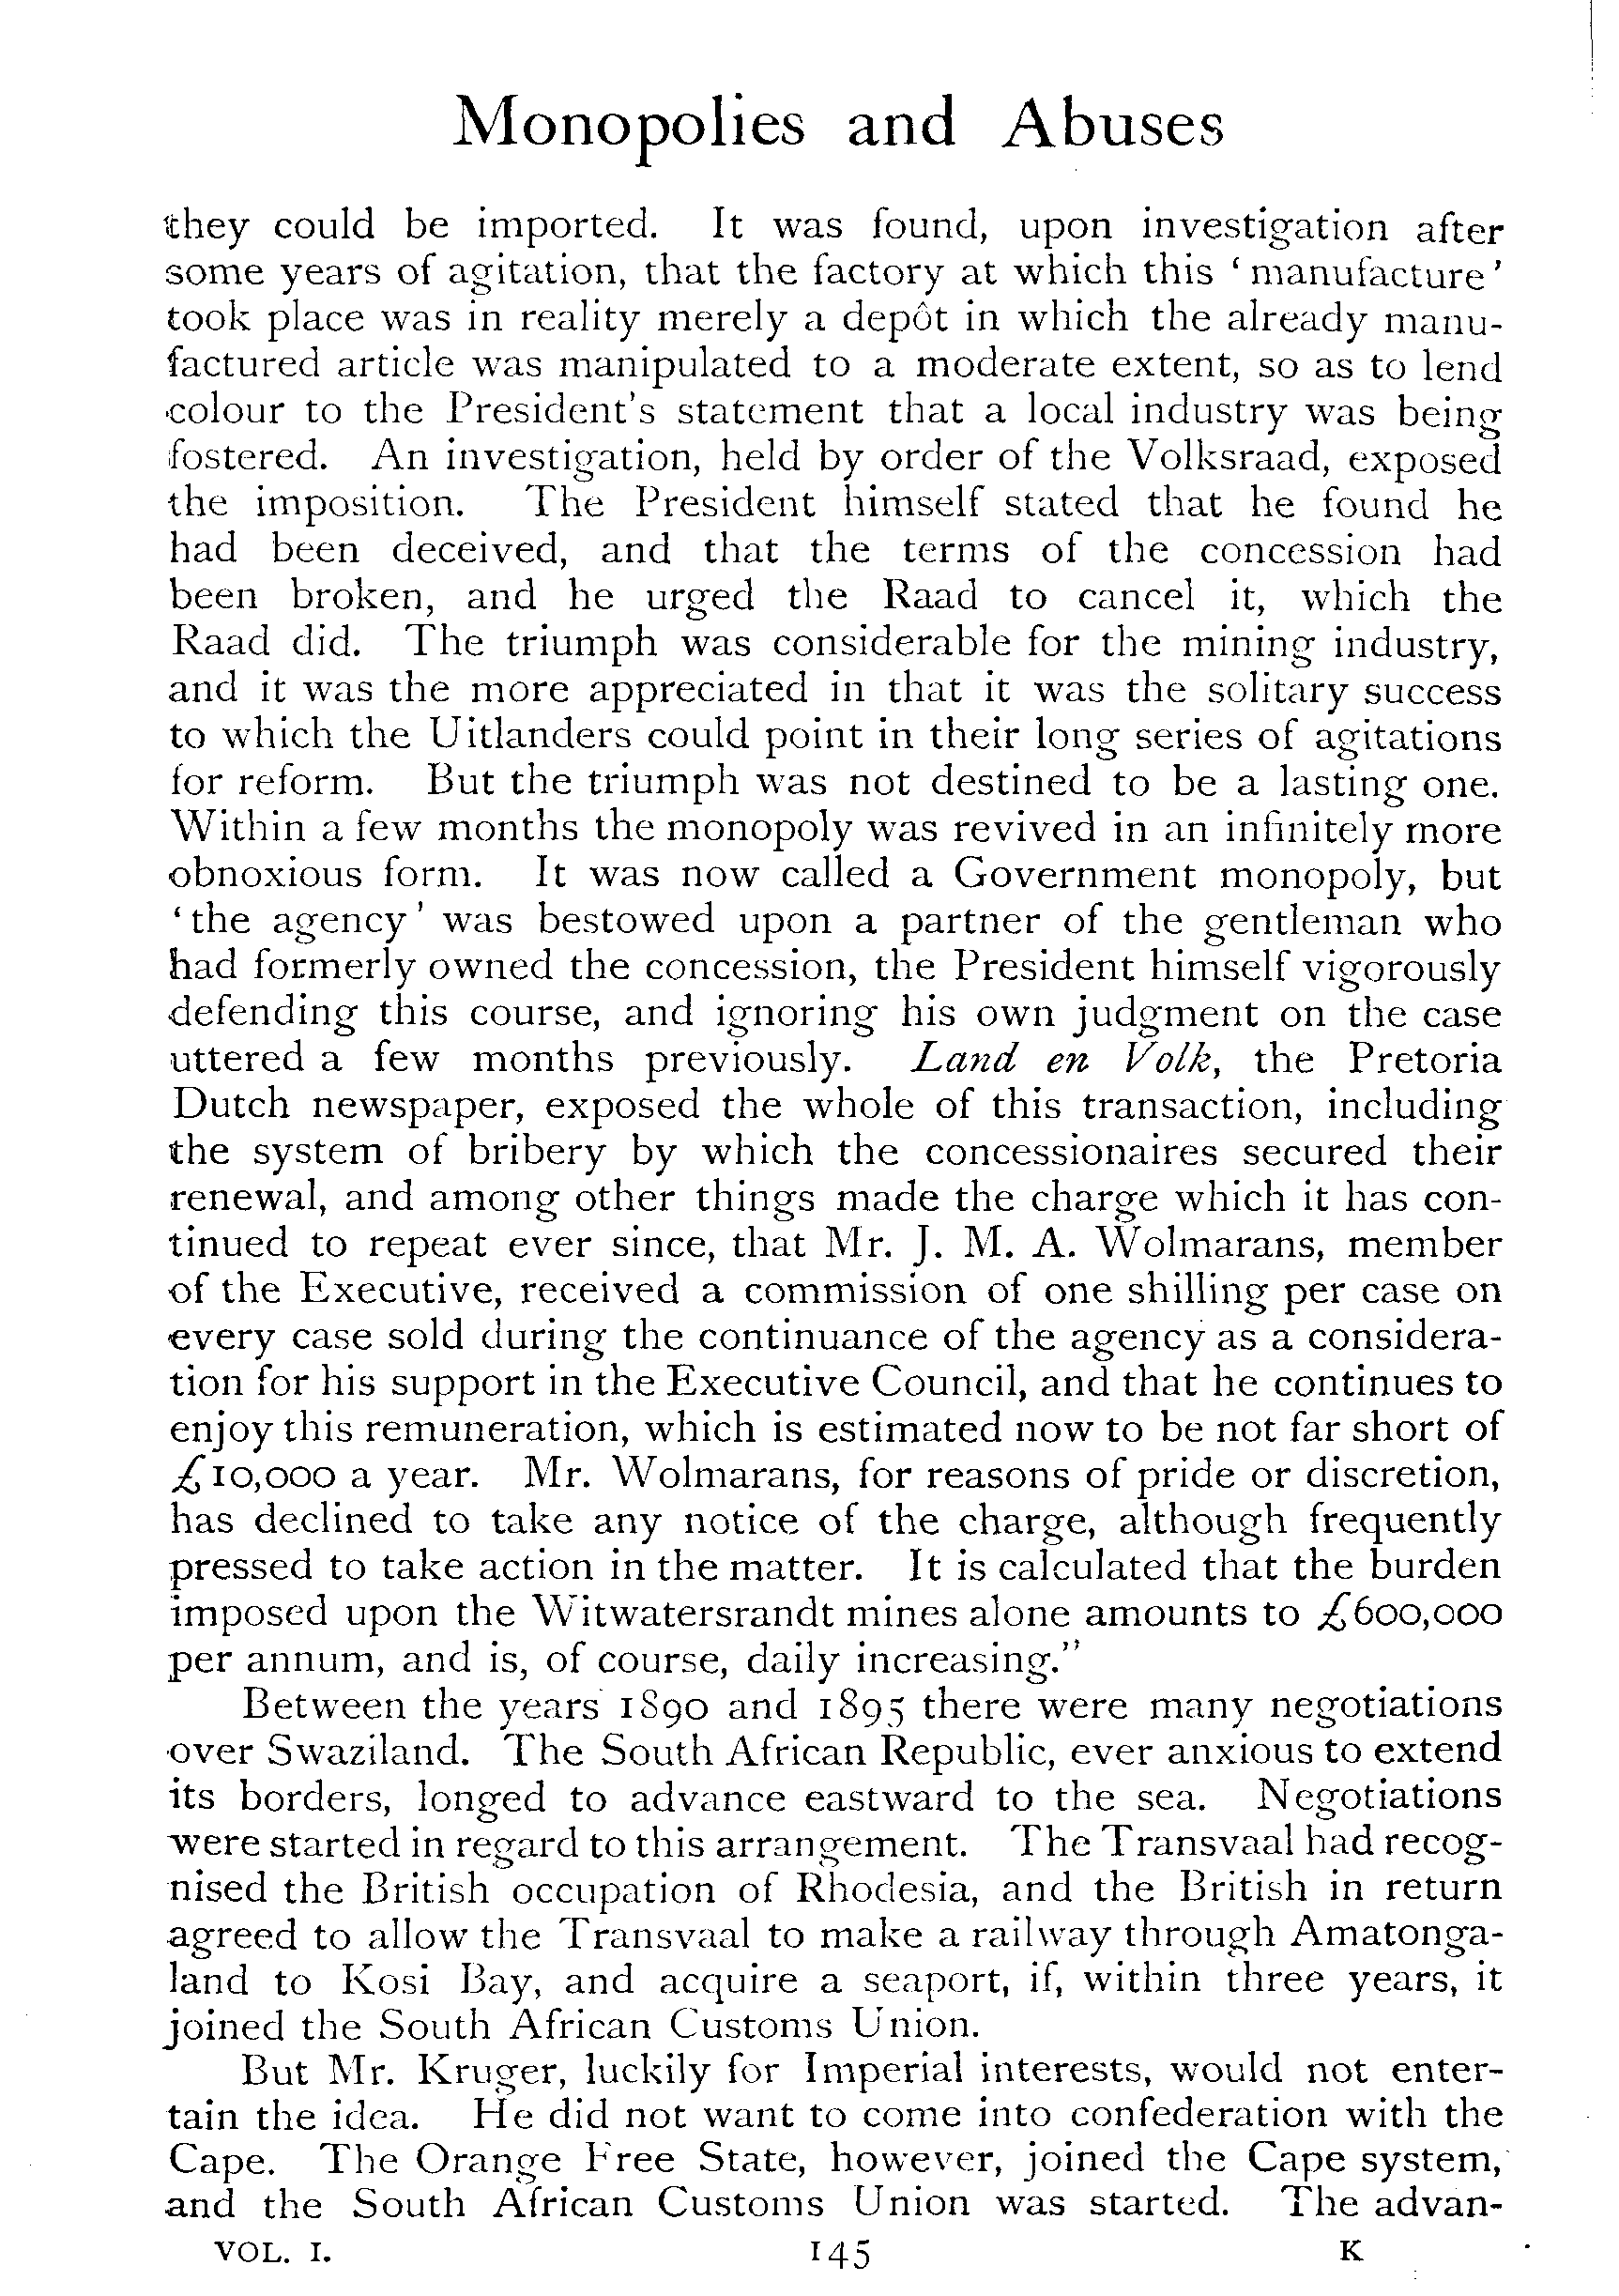 Monopolies and Abuses
they could be imported. It was found, upon investigation after
some years of agitation, that the factory at which this ‘manufacture’
took place was in reality merely a depôt in which the already manu-
factured article was manipulated to a moderate extent, so as to lend
colour to the President’s statement that a local industry was being
fostered. An investigation, held by order of the Volksraad, exposed
the imposition. The President himself stated that he found he
had been deceived, and that the terms of the concession had
been broken, and he urged the Raad to cancel it, which the
Raad did. The triumph was considerable for the mining industry,
and it was the more appreciated in that it was the solitary success
to which the Uitlanders could point in their long series of agitations
for reform. But the triumph was not destined to be a lasting one.
Within a few months the monopoly was revived in an infinitely more
obnoxious form. It was now called a Government monopoly, but
‘the agency’ was bestowed upon a partner of the gentleman who
had formerly owned the concession, the President himself vigorously
defending this course, and ignoring his own judgment on the case
uttered a few months previously. Land en Volk, the Pretoria
Dutch newspaper, exposed the whole of this transaction, including
the system of bribery by which the concessionaires secured their
renewal, and among other things made the charge which it has con-
tinued to repeat ever since, that Mr. J. M. A. Wolmarans, member
of the Executive, received a commission of one shilling per case on
every case sold during the continuance of the agency as a considera-
tion for his support in the Executive Council, and that he continues to
enjoy this remuneration, which is estimated now to be not far short of
£10,000 a year. Mr. Wolmarans, for reasons of pride or discretion,
has declined to take any notice of the charge, although frequently
pressed to take action in the matter. It is calculated that the burden
imposed upon the Witwatersrandt mines alone amounts to £600,000
per annum, and is, of course, daily increasing.”
Between the years 1890 and 1895 there were many negotiations
over Swaziland. The South African Republic, ever anxious to extend
its borders, longed to advance eastward to the sea. Negotiations
were started in regard to this arrangement. The Transvaal had recog-
nised the British occupation of Rhodesia, and the British in return
agreed to allow the Transvaal to make a railway through Amatonga-
land to Kosi Bay, and acquire a seaport, if, within three years, it
joined the South African Customs Union.
But Mr. Kruger, luckily for Imperial interests, would not enter-
tain the idea. He did not want to come into confederation with the
Cape. The Orange Free State, however, joined the Cape system,
and the South African Customs Union was started. The advan-
VOL. I. 145 K